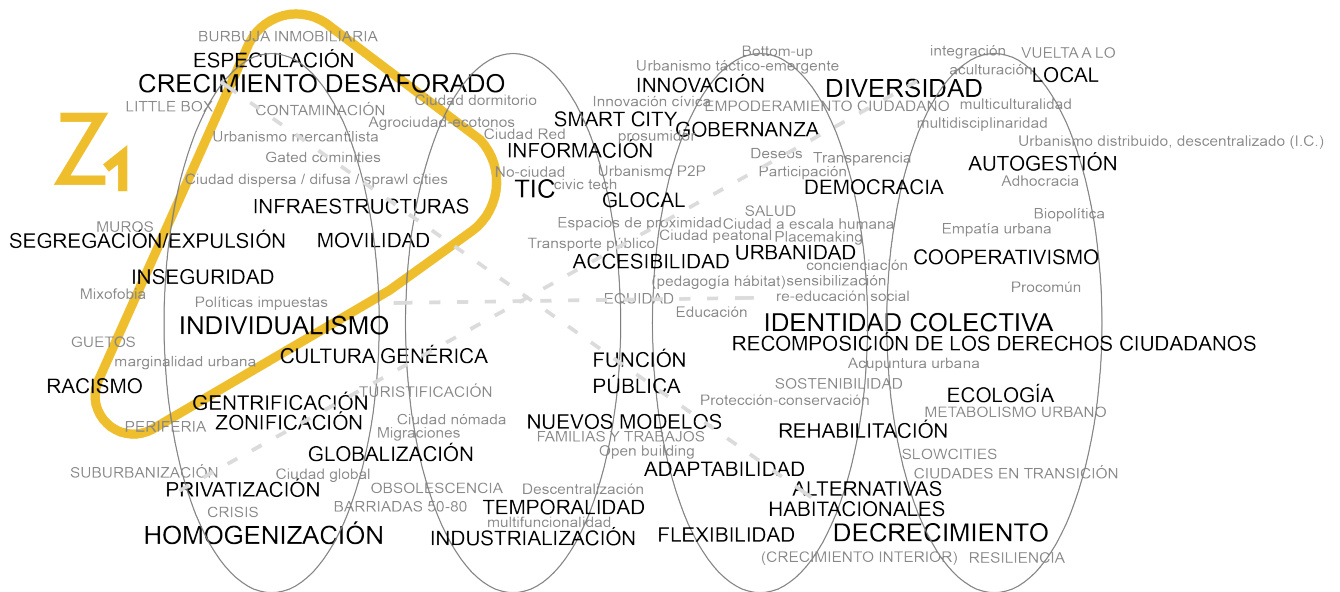 BURBUJA INMOBILIARIA
ESPECULACIÓN
CRECIMIENTO DESAFORADO
LITTLE BOX
CONTAMINACIÓN
Ciudad dormitorio
Agrociudad-ecotonos
Urbanismo mercantilista
Gated cominities
Ciudad dispersa / difusa / sprawl cities
Z1
INFRAESTRUCTURAS
MUROS
SEGREGACIÓN/EXPULSIÓN
MOVILIDAD
INSEGURIDAD
Mixofobia
Políticas impuestas
INDIVIDUALISMO
GUETOS
marginalidad urbana
CULTURA GENÉRICA
RACISMO
TURISTIFICACIÓN
GENTRIFICACIÓN
ZONIFICACIÓN
PERIFERIA
Ciudad nómada
Migraciones
GLOBALIZACIÓN
SUBURBANIZACIÓN
Ciudad global
PRIVATIZACIÓN
OBSOLESCENCIA
CRISIS
BARRIADAS 50-80
HOMOGENIZACIÓN
Bottom-up
Urbanismo táctico-emergente
INNOVACIÓN
Innovación cívica
EMPODERAMIENTO CIUDADANO
SMART CITY
GOBERNANZA
Ciudad Red
prosumidor
INFORMACIÓN
Deseos
Transparencia
No-ciudad
Urbanismo P2P
Participación
TIC
civic tech
DEMOCRACIA
GLOCAL
SALUD
Espacios de proximidad
Ciudad a escala humana
Ciudad peatonal
Placemaking
Transporte público
ACCESIBILIDAD
URBANIDAD
concienciación
(pedagogía hábitat)
sensibilización
EQUIDAD
re-educación social
Educación
IDENTIDAD COLECTIVA
RECOMPOSICIÓN DE LOS DERECHOS CIUDADANOS
FUNCIÓN
PÚBLICA
Acupuntura urbana
SOSTENIBILIDAD
Protección-conservación
NUEVOS MODELOS
FAMILIAS Y TRABAJOS
Open building
REHABILITACIÓN
ADAPTABILIDAD
Descentralización
ALTERNATIVAS
HABITACIONALES
TEMPORALIDAD
multifuncionalidad
INDUSTRIALIZACIÓN
FLEXIBILIDAD
DECRECIMIENTO
(CRECIMIENTO INTERIOR)
RESILIENCIA
integración
VUELTA A LO
aculturación
LOCAL
DIVERSIDAD
multiculturalidad
multidisciplinaridad
Urbanismo distribuido, descentralizado (I.C.)
AUTOGESTIÓN
Adhocracia
Biopolítica
Empatía urbana
COOPERATIVISMO
Procomún
ECOLOGÍA
METABOLISMO URBANO
SLOWCITIES
CIUDADES EN TRANSICIÓN